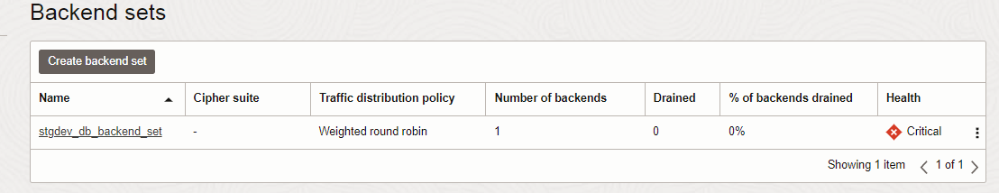 Backend sets
Create backend set
Name Cipher suite Traffic distribution policy Number of backends Drained % of backends drained Health
stgdev_db_backend_set - Weighted round robin 1 0 0% Critical
Showing 1 item 1 of 1